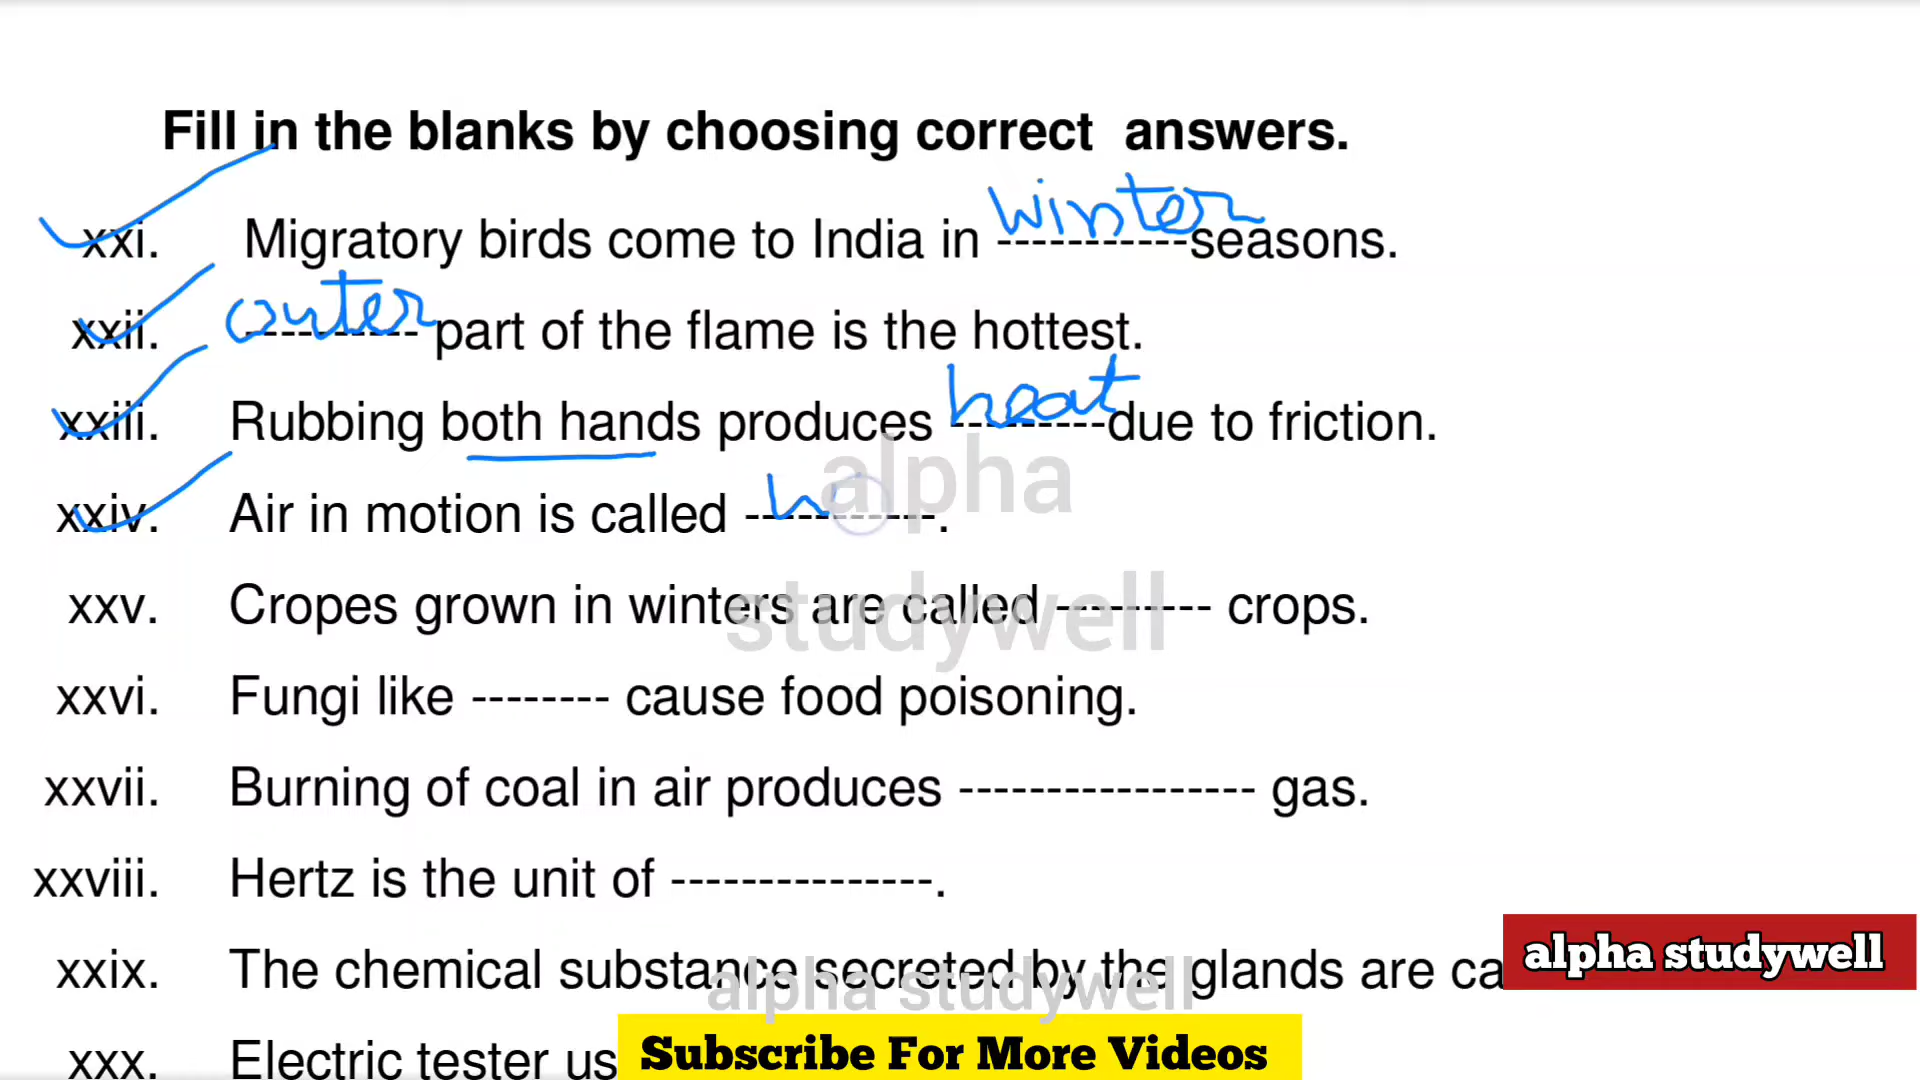 Fill in the blanks by choosing correct answers.
xxi. Migratory birds come to India in -----------seasons. winter
xxii. ---------- part of the flame is the hottest. outer
xxiii. Rubbing both hands produces ---------due to friction. heat
alpha
xxiv. Air in motion is called -----------.
xxv. Cropes grown in winters are called --------- crops.
studywell
xxvi. Fungi like -------- cause food poisoning.
xxvii. Burning of coal in air produces ----------------- gas.
xxviii. Hertz is the unit of ---------------.
alpha studywell
xxix. The chemical substance secreted by the glands are ca
alpha studywell
xxx. Electric tester us
Subscribe For More Videos